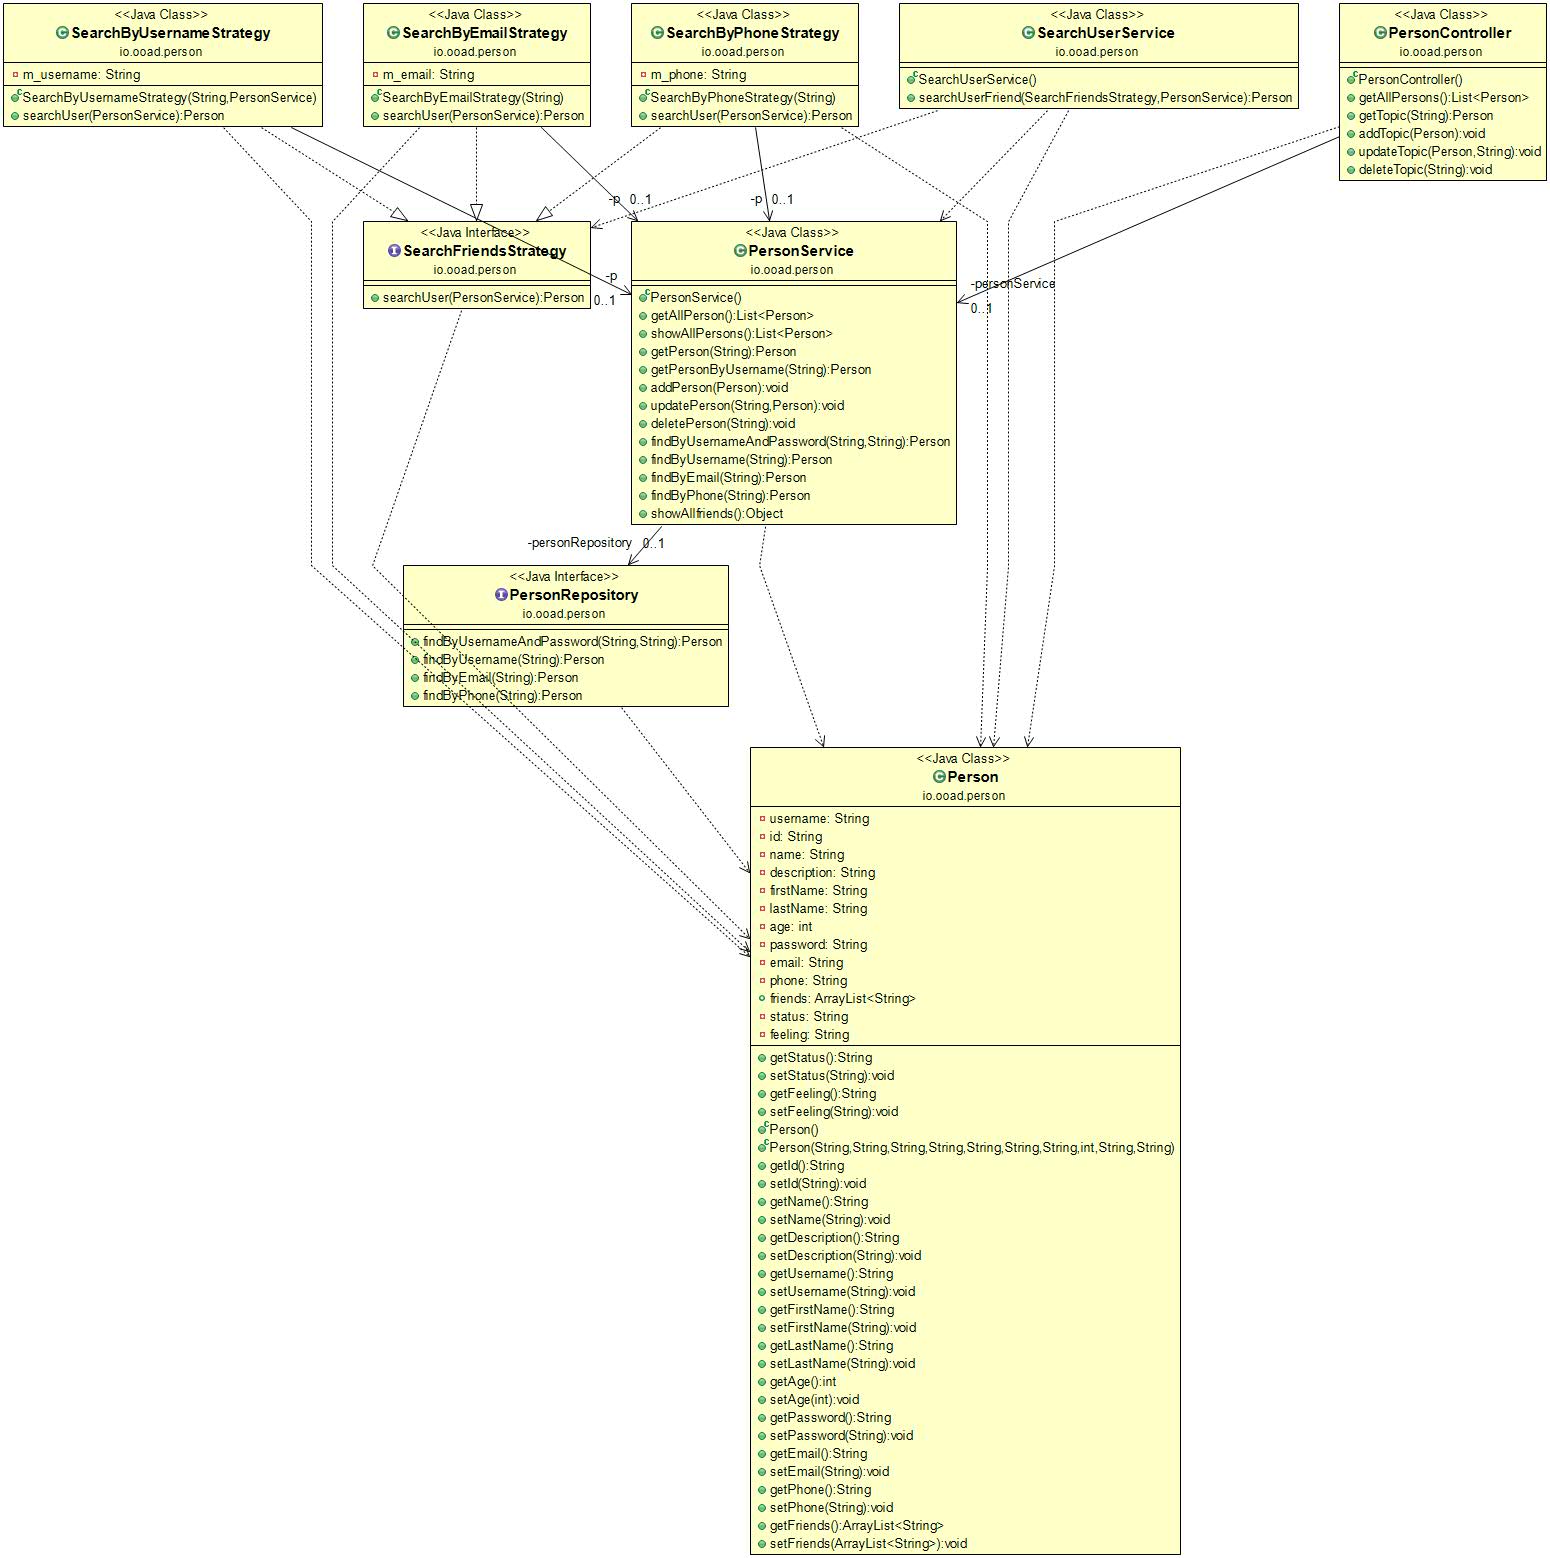 <<Java Class>>
SearchByUsernameStrategy
io.ooad.person
m_username: String
SearchByUsernameStrategy(String,PersonService)
searchUser(PersonService):Person
<<Java Class>>
SearchByEmailStrategy
io.ooad.person
m_email: String
SearchByEmailStrategy(String)
searchUser(PersonService):Person
<<Java Class>>
SearchByPhoneStrategy
io.ooad.person
m_phone: String
SearchByPhoneStrategy(String)
searchUser(PersonService):Person
<<Java Class>>
SearchUserService
io.ooad.person
SearchUserService()
searchUserFriend(SearchFriendsStrategy,PersonService):Person
<<Java Class>>
PersonController
io.ooad.person
PersonController()
getAllPersons():List<Person>
getTopic(String):Person
addTopic(Person):void
updateTopic(Person,String):void
deleteTopic(String):void
-p 0..1
-p 0..1
<<Java Interface>>
SearchFriendsStrategy
io.ooad.person
searchUser(PersonService):Person
-p
0..1
<<Java Class>>
PersonService
io.ooad.person
PersonService()
getAllPerson():List<Person>
showAllPersons():List<Person>
getPerson(String):Person
getPersonByUsername(String):Person
addPerson(Person):void
updatePerson(String,Person):void
deletePerson(String):void
findByUsernameAndPassword(String,String):Person
findByUsername(String):Person
findByEmail(String):Person
findByPhone(String):Person
showAllfriends():Object
-personService
0..1
-personRepository 0..1
<<Java Interface>>
PersonRepository
io.ooad.person
findByUsernameAndPassword(String,String):Person
findByUsername(String):Person
findByEmail(String):Person
findByPhone(String):Person
<<Java Class>>
Person
io.ooad.person
username: String
id: String
name: String
description: String
firstName: String
lastName: String
age: int
password: String
email: String
phone: String
friends: ArrayList<String>
status: String
feeling: String
getStatus():String
setStatus(String):void
getFeeling():String
setFeeling(String):void
Person()
Person(String,String,String,String,String,String,String,int,String,String)
getId():String
setId(String):void
getName():String
setName(String):void
getDescription():String
setDescription(String):void
getUsername():String
setUsername(String):void
getFirstName():String
setFirstName(String):void
getLastName():String
setLastName(String):void
getAge():int
setAge(int):void
getPassword():String
setPassword(String):void
getEmail():String
setEmail(String):void
getPhone():String
setPhone(String):void
getFriends():ArrayList<String>
setFriends(ArrayList<String>):void